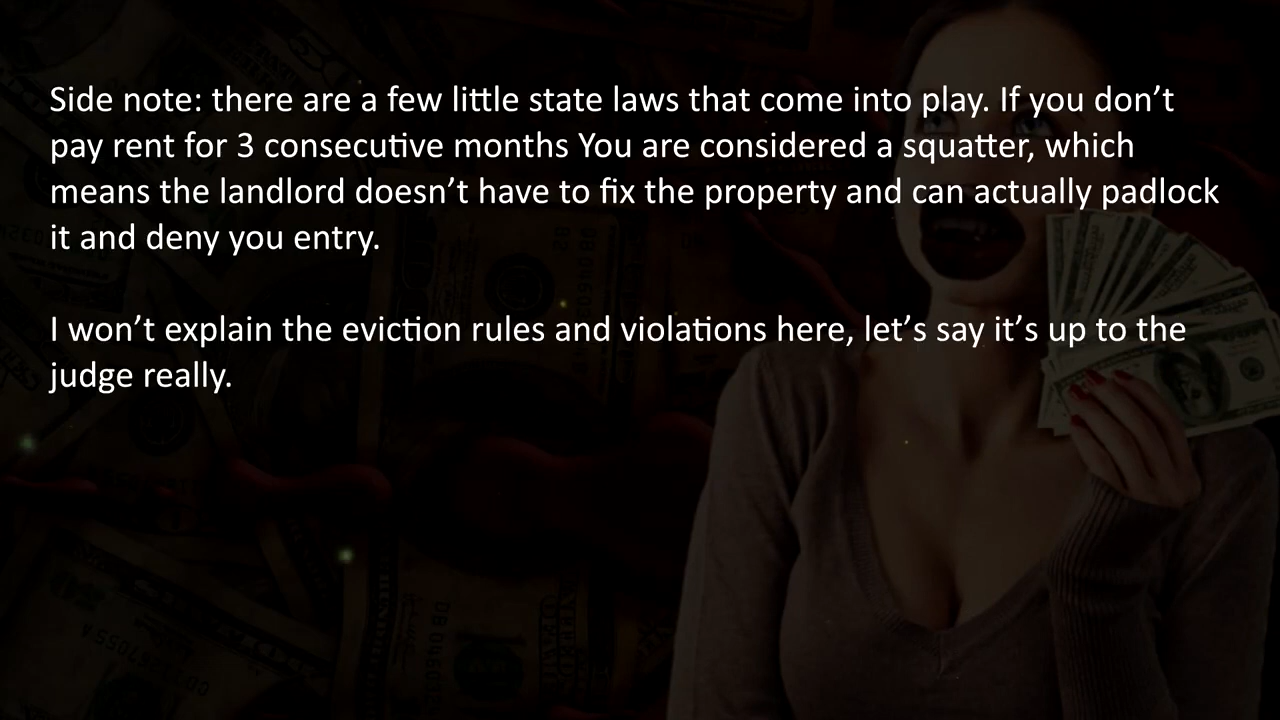 Side note: there are a few little state laws that come into play. If you don’t
pay rent for 3 consecutive months You are considered a squatter, which
means the landlord doesn’t have to fix the property and can actually padlock
it and deny you entry.
I won’t explain the eviction rules and violations here, let’s say it’s up to the
judge really.